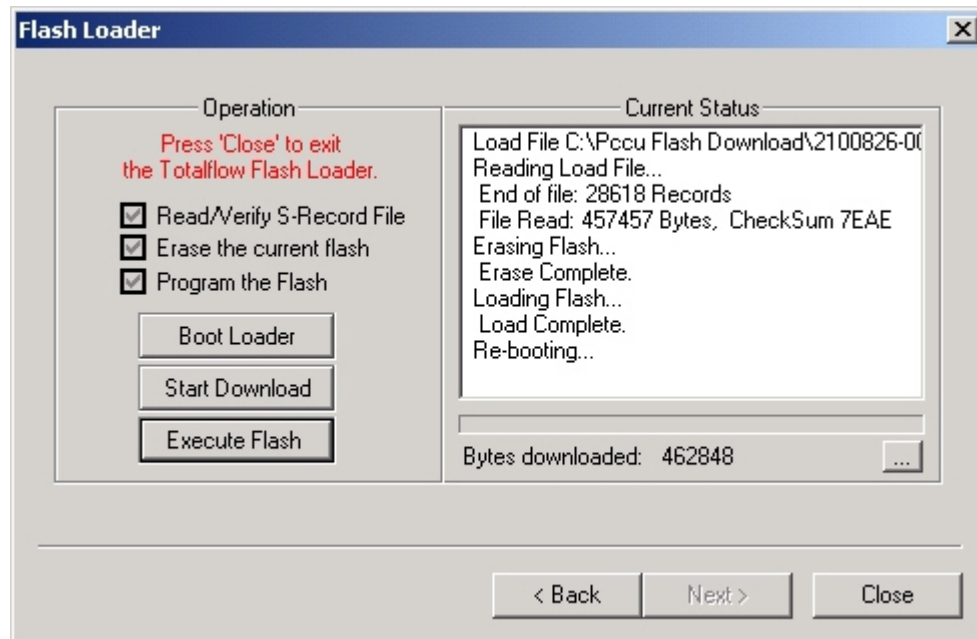 Flash Loader
Operation
Press 'Close' to exit
the Totalflow Flash Loader.
Read/Verify S-Record File
Erase the current flash
Program the Flash
Boot Loader
Start Download
Execute Flash
Current Status
Load File C:\Pccu Flash Download\2100826-00
Reading Load File...
End of file: 28618 Records
File Read: 457457 Bytes, CheckSum 7EAE
Erasing Flash...
Erase Complete.
Loading Flash...
Load Complete.
Re-booting...
Bytes downloaded: 462848
...
< Back
Next >
Close